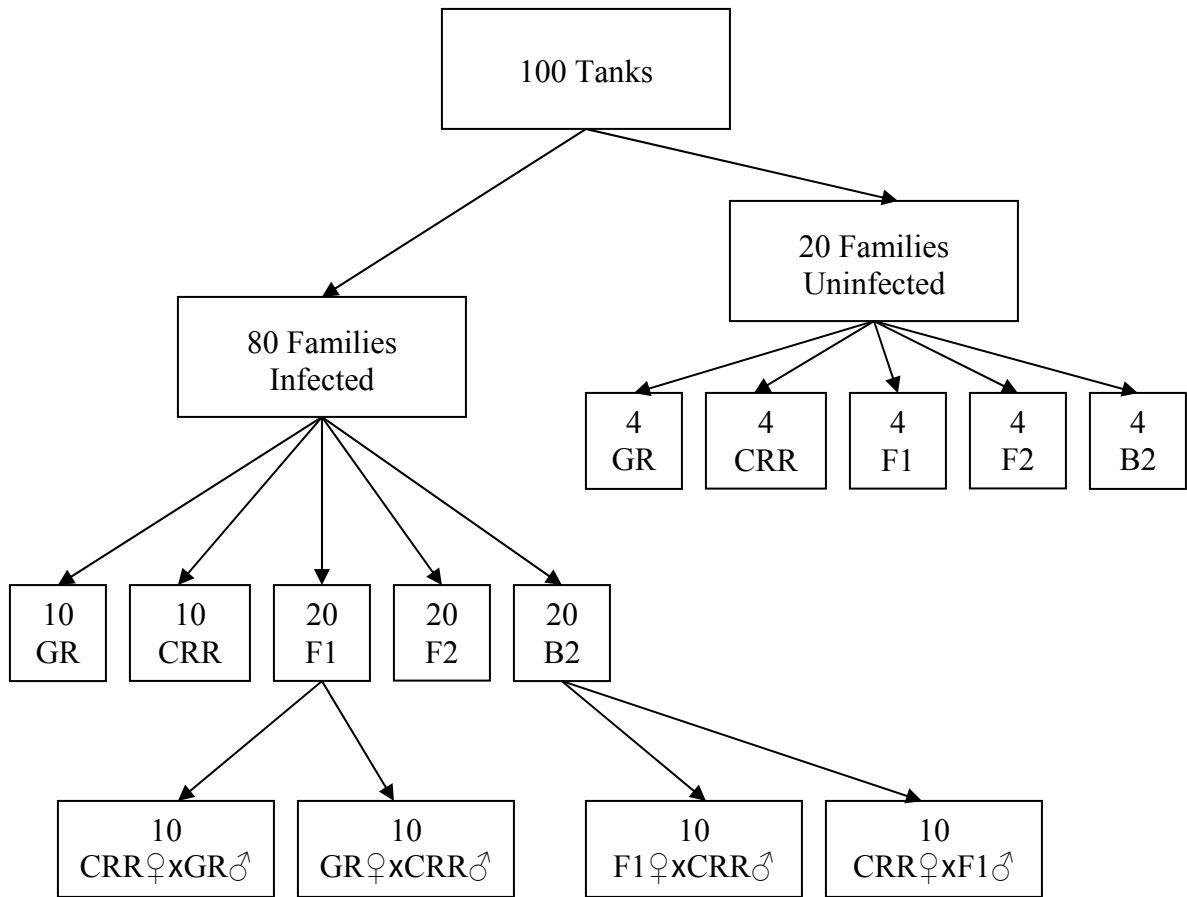 100 Tanks
20 Families
Uninfected
80 Families
Infected
4
GR
4
CRR
4
F1
4
F2
4
B2
10
GR
10
CRR
20
F1
20
F2
20
B2
10
CRR♀xGR♂
10
GR♀xCRR♂
10
F1♀xCRR♂
10
CRR♀xF1♂